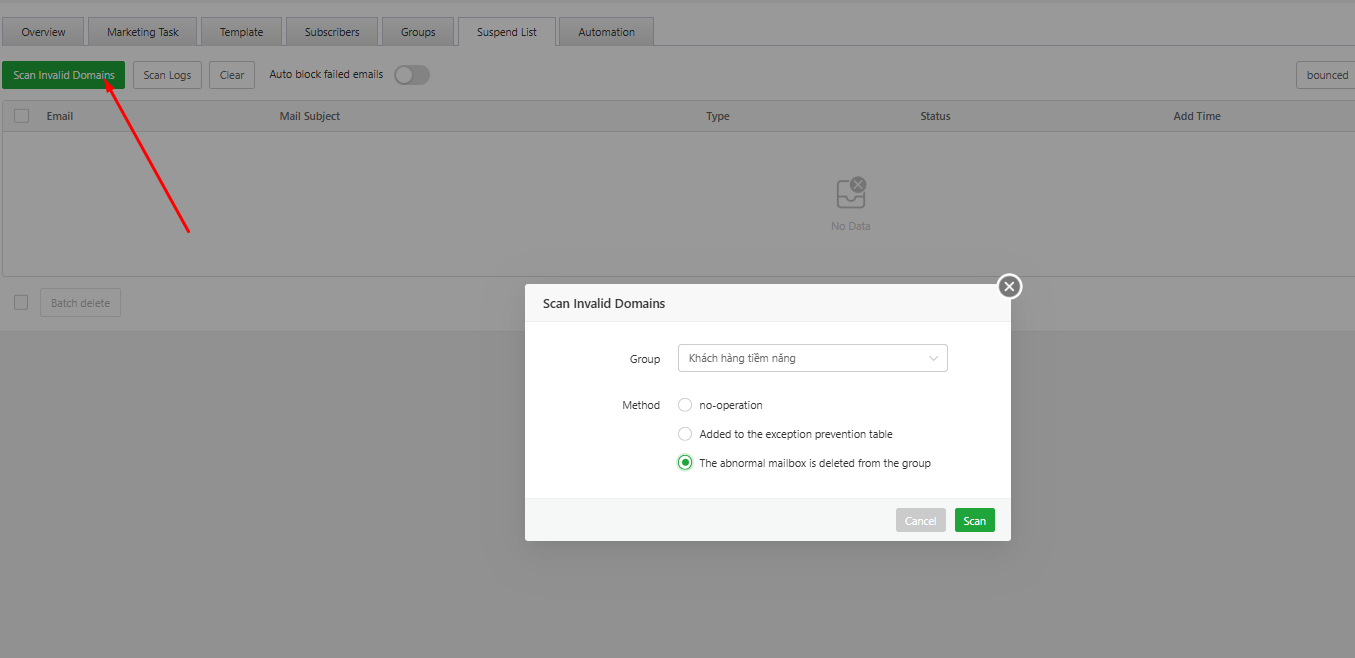 Overview Marketing Task Template Subscribers Groups Suspend List Automation
Scan Invalid Domains Scan Logs Clear Auto block failed emails bounced
Email Mail Subject Type Status Add Time
No Data
Batch delete
Scan Invalid Domains
Group Khách hàng tiềm năng
Method no-operation
Added to the exception prevention table
The abnormal mailbox is deleted from the group
Cancel Scan